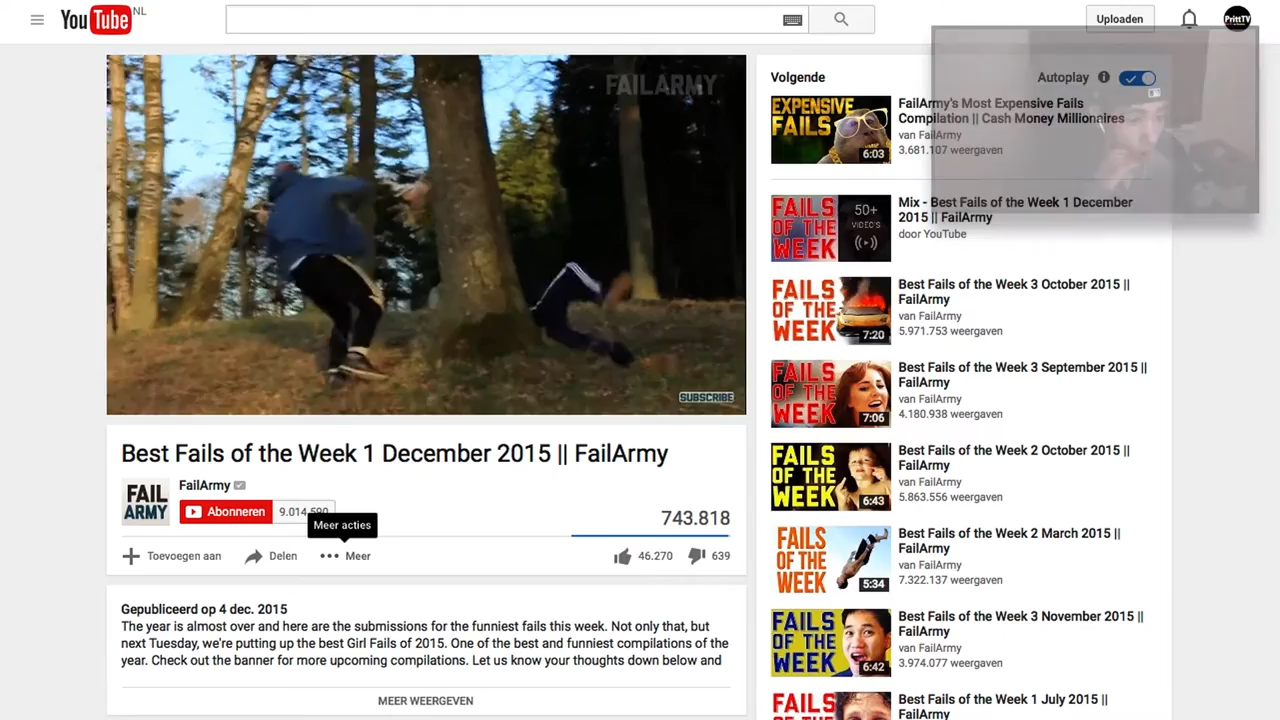 YouTube NL
Uploaden
PrittTV
FAILARMY
SUBSCRIBE
Best Fails of the Week 1 December 2015 || FailArmy
FAIL
ARMY
FailArmy
Abonneren
9.014.590
Meer acties
743.818
Toevoegen aan
Delen
Meer
46.270
639
Gepubliceerd op 4 dec. 2015
The year is almost over and here are the submissions for the funniest fails this week. Not only that, but
next Tuesday, we're putting up the best Girl Fails of 2015. One of the best and funniest compilations of the
year. Check out the banner for more upcoming compilations. Let us know your thoughts down below and
MEER WEERGEVEN
Volgende
Autoplay
EXPENSIVE
FAILS
6:03
FailArmy's Most Expensive Fails
Compilation || Cash Money Millionaires
van FailArmy
3.681.107 weergaven
FAILS
OF THE
WEEK
50+
VIDEO'S
Mix - Best Fails of the Week 1 December
2015 || FailArmy
door YouTube
FAILS
OF THE
WEEK
7:20
Best Fails of the Week 3 October 2015 ||
FailArmy
van FailArmy
5.971.753 weergaven
FAILS
OF THE
WEEK
7:06
Best Fails of the Week 3 September 2015 ||
FailArmy
van FailArmy
4.180.938 weergaven
FAILS
OF THE
WEEK
6:43
Best Fails of the Week 2 October 2015 ||
FailArmy
van FailArmy
5.863.556 weergaven
FAILS
OF THE
WEEK
5:34
Best Fails of the Week 2 March 2015 ||
FailArmy
van FailArmy
7.322.137 weergaven
FAILS
OF THE
WEEK
6:42
Best Fails of the Week 3 November 2015 ||
FailArmy
van FailArmy
3.974.077 weergaven
FAILS
Best Fails of the Week 1 July 2015 ||
FailArmy